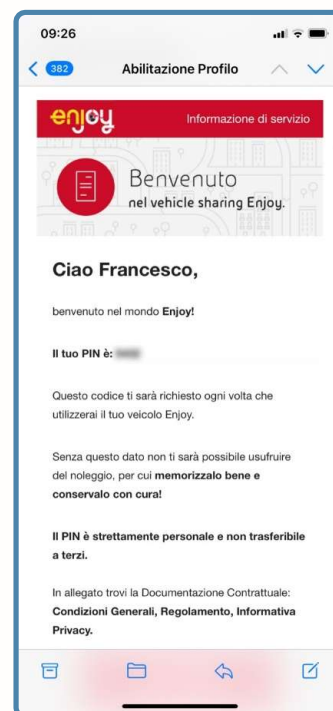 09:26
382
Abilitazione Profilo
enjoy
Informazione di servizio
Benvenuto
nel vehicle sharing Enjoy.
Ciao Francesco,
benvenuto nel mondo Enjoy!
Il tuo PIN è:
Questo codice ti sarà richiesto ogni volta che
utilizzerai il tuo veicolo Enjoy.
Senza questo dato non ti sarà possibile usufruire
del noleggio, per cui memorizzalo bene e
conservalo con cura!
Il PIN è strettamente personale e non trasferibile
a terzi.
In allegato trovi la Documentazione Contrattuale:
Condizioni Generali, Regolamento, Informativa
Privacy.